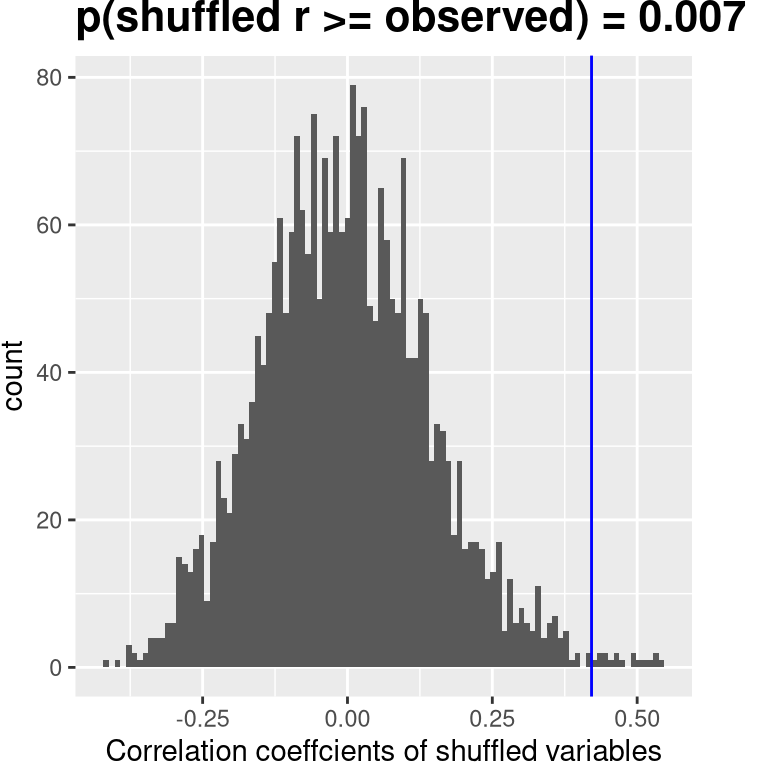 p(shuffled r >= observed) = 0.007
count
80
60
40
20
0
-0.25 0.00 0.25 0.50
Correlation coeffcients of shuffled variables